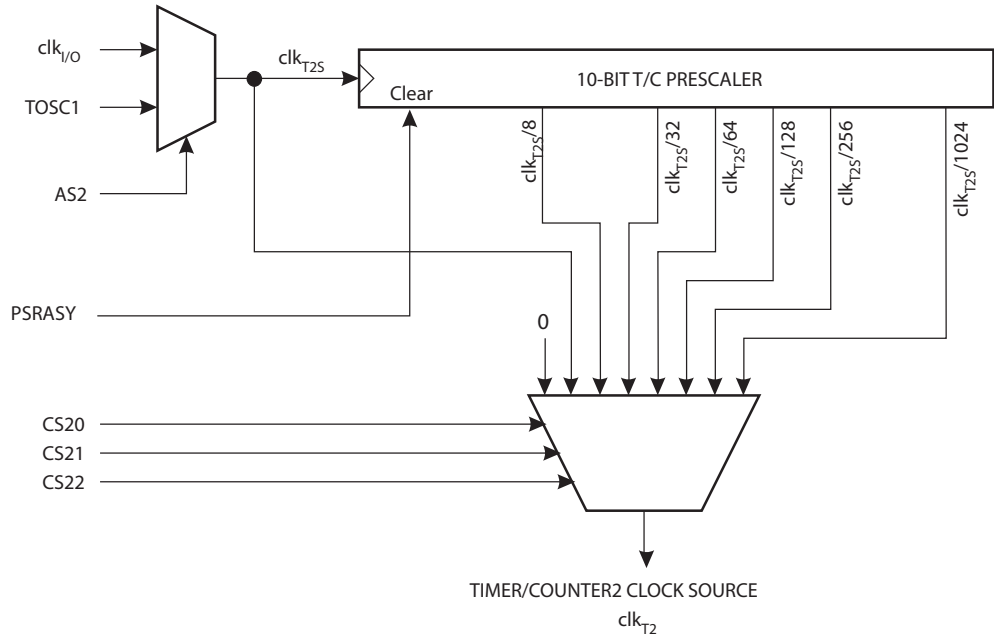 clkI/O
clkT2S
10-BIT T/C PRESCALER
Clear
TOSC1
clkT2S/8
clkT2S/32
clkT2S/64
clkT2S/128
clkT2S/256
clkT2S/1024
AS2
PSRASY
0
CS20
CS21
CS22
TIMER/COUNTER2 CLOCK SOURCE
clkT2